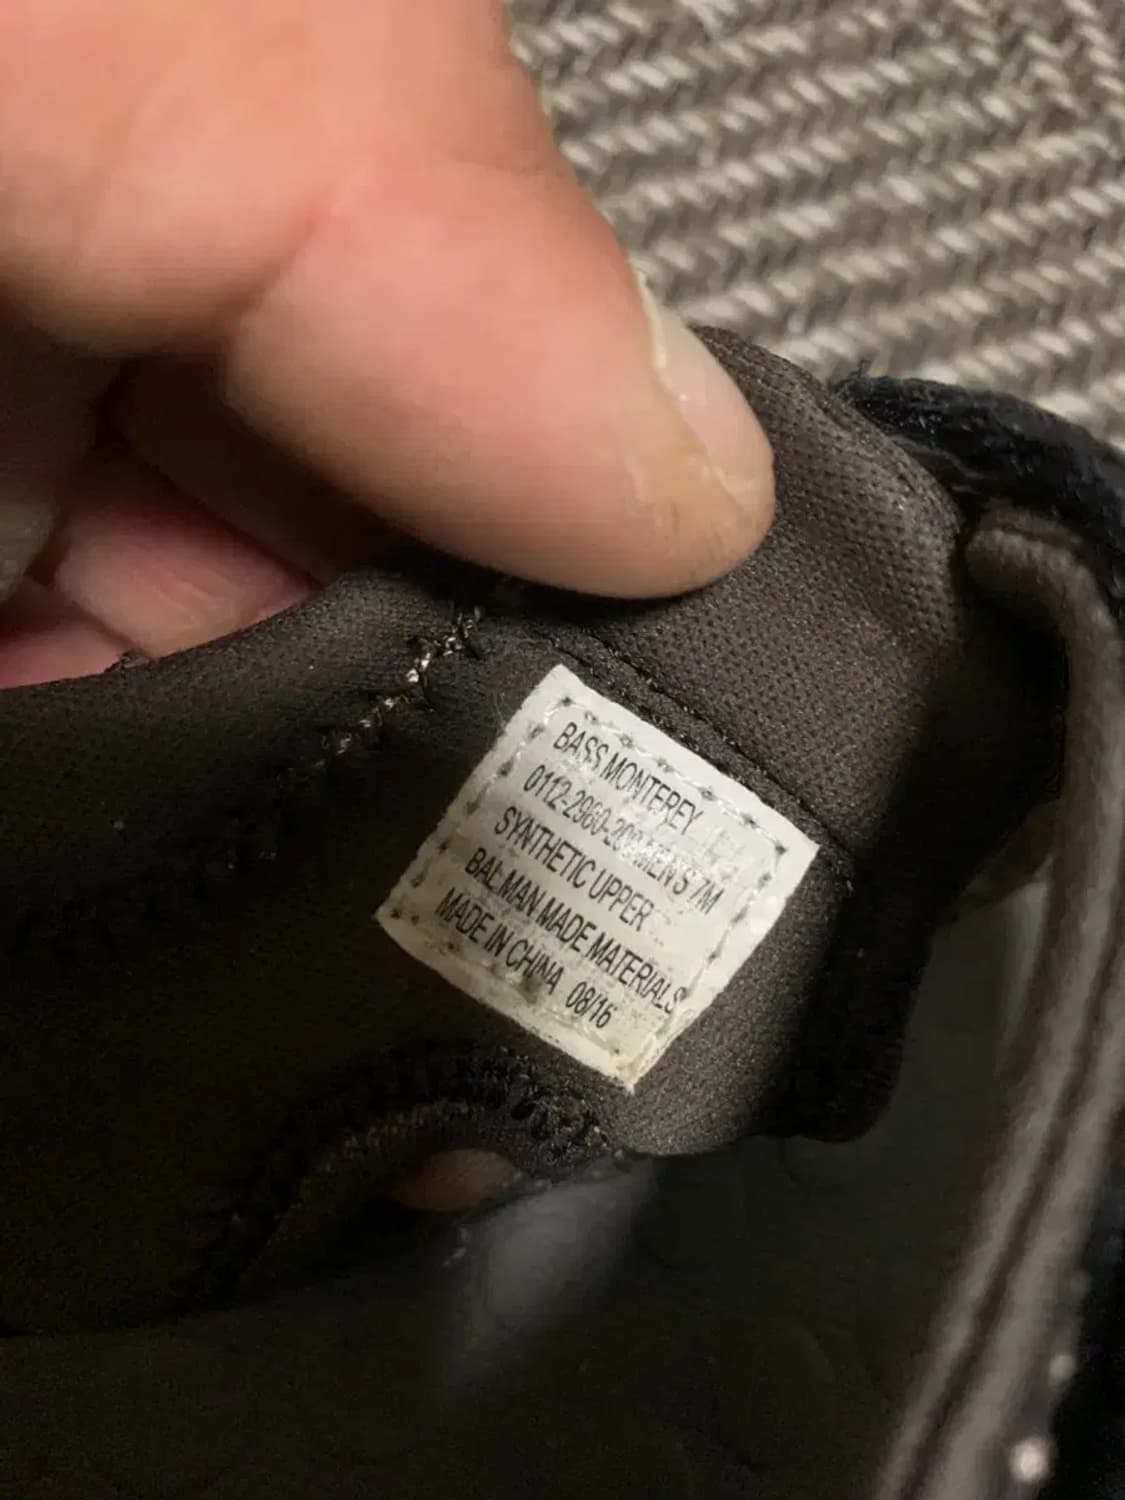 BASS MONTEREY
0112-2960-200 MEN'S 7M
SYNTHETIC UPPER
BAL MAN MADE MATERIALS
MADE IN CHINA 08/16